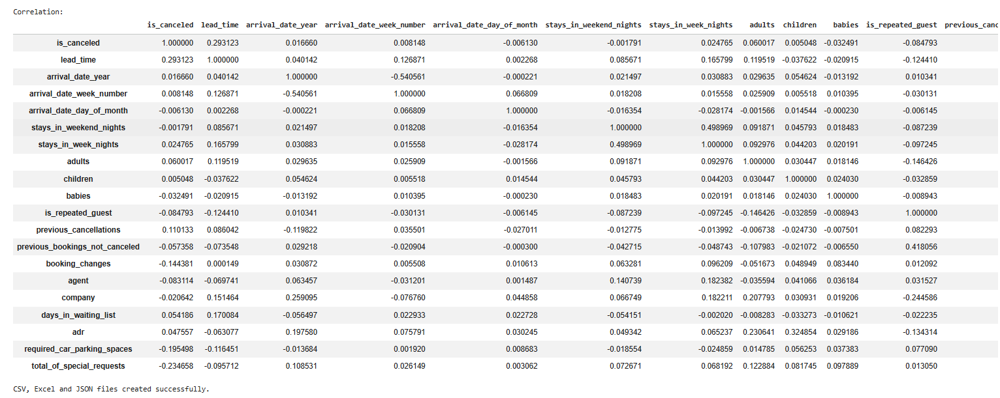 Correlation:
is_canceled lead_time arrival_date_year arrival_date_week_number arrival_date_day_of_month stays_in_weekend_nights stays_in_week_nights adults children babies is_repeated_guest previous_canc
is_canceled 1.000000 0.293123 0.016660 0.008148 -0.006130 -0.001791 0.024765 0.060017 0.005048 -0.032491 -0.084793
lead_time 0.293123 1.000000 0.040142 0.126871 0.002268 0.085671 0.165799 0.119519 -0.037622 -0.020915 -0.124410
arrival_date_year 0.016660 0.040142 1.000000 -0.540561 -0.000221 0.021497 0.030883 0.029635 0.054624 -0.013192 0.010341
arrival_date_week_number 0.008148 0.126871 -0.540561 1.000000 0.066809 0.018208 0.015558 0.025909 0.005518 0.010395 -0.030131
arrival_date_day_of_month -0.006130 0.002268 -0.000221 0.066809 1.000000 -0.016354 -0.028174 -0.001566 0.014544 -0.000230 -0.006145
stays_in_weekend_nights -0.001791 0.085671 0.021497 0.018208 -0.016354 1.000000 0.498969 0.091871 0.045793 0.018483 -0.087239
stays_in_week_nights 0.024765 0.165799 0.030883 0.015558 -0.028174 0.498969 1.000000 0.092976 0.044203 0.020191 -0.097245
adults 0.060017 0.119519 0.029635 0.025909 -0.001566 0.091871 0.092976 1.000000 0.030447 0.018146 -0.146426
children 0.005048 -0.037622 0.054624 0.005518 0.014544 0.045793 0.044203 0.030447 1.000000 0.024030 -0.032859
babies -0.032491 -0.020915 -0.013192 0.010395 -0.000230 0.018483 0.020191 0.018146 0.024030 1.000000 -0.008943
is_repeated_guest -0.084793 -0.124410 0.010341 -0.030131 -0.006145 -0.087239 -0.097245 -0.146426 -0.032859 -0.008943 1.000000
previous_cancellations 0.110133 0.086042 -0.119822 0.035501 -0.027011 -0.012775 -0.013992 -0.006738 -0.024730 -0.007501 0.082293
previous_bookings_not_canceled -0.057358 -0.073548 0.029218 -0.020904 -0.000300 -0.042715 -0.048743 -0.107983 -0.021072 -0.006550 0.418056
booking_changes -0.144381 0.000149 0.030872 0.005508 0.010613 0.063281 0.096209 -0.051673 0.048949 0.083440 0.012092
agent -0.083114 -0.069741 0.063457 -0.031201 0.001487 0.140739 0.182382 -0.035594 0.041066 0.036184 0.031527
company -0.020642 0.151464 0.259095 -0.076760 0.044858 0.066749 0.182211 0.207793 0.030931 0.019206 -0.244586
days_in_waiting_list 0.054186 0.170084 -0.056497 0.022933 0.022728 -0.054151 -0.002020 -0.008283 -0.033273 -0.010621 -0.022235
adr 0.047557 -0.063077 0.197580 0.075791 0.030245 0.049342 0.065237 0.230641 0.324854 0.029186 -0.134314
required_car_parking_spaces -0.195498 -0.116451 -0.013684 0.001920 0.008683 -0.018554 -0.024859 0.014785 0.056253 0.037383 0.077090
total_of_special_requests -0.234658 -0.095712 0.108531 0.026149 0.003062 0.072671 0.068192 0.122884 0.081745 0.097889 0.013050
CSV, Excel and JSON files created successfully.